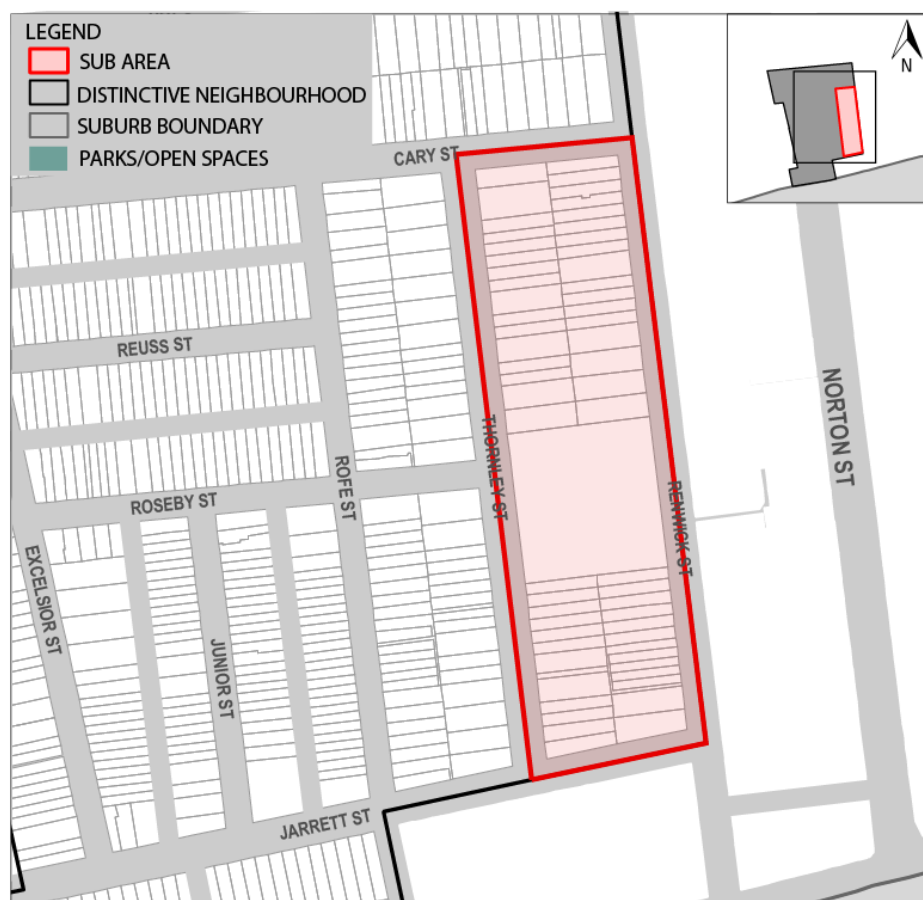 LEGEND
SUB AREA
DISTINCTIVE NEIGHBOURHOOD
SUBURB BOUNDARY
PARKS/OPEN SPACES
N
CARY ST
REUSS ST
THORNLEY ST
NORTON ST
ROSEBY ST
ROFE ST
RENWICK ST
EXCELSIOR ST
JUNIOR ST
JARRETT ST